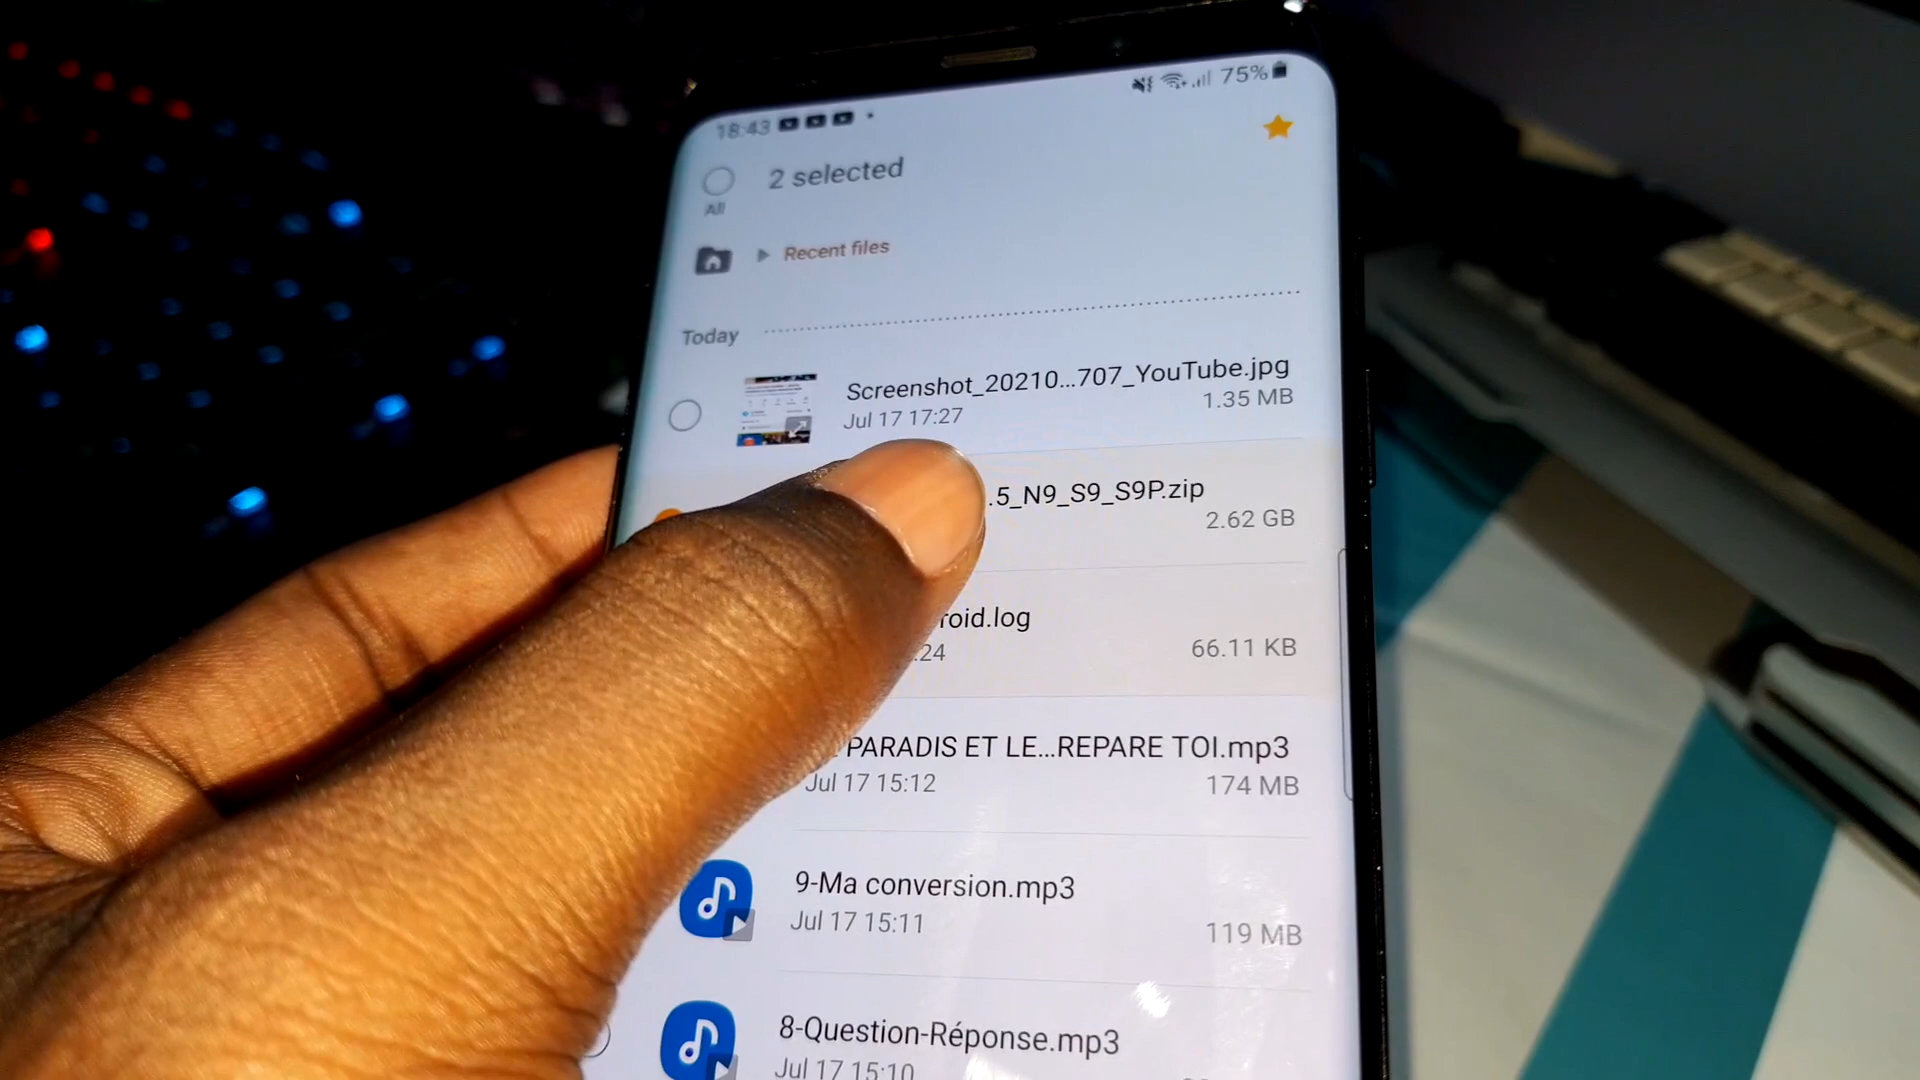 18:43
75%
2 selected
All
Recent files
Today
Screenshot_20210...707_YouTube.jpg
Jul 17 17:27
1.35 MB
.5_N9_S9_S9P.zip
2.62 GB
roid.log
.24
66.11 KB
PARADIS ET LE...REPARE TOI.mp3
Jul 17 15:12
174 MB
9-Ma conversion.mp3
Jul 17 15:11
119 MB
8-Question-Réponse.mp3
Jul 17 15:10